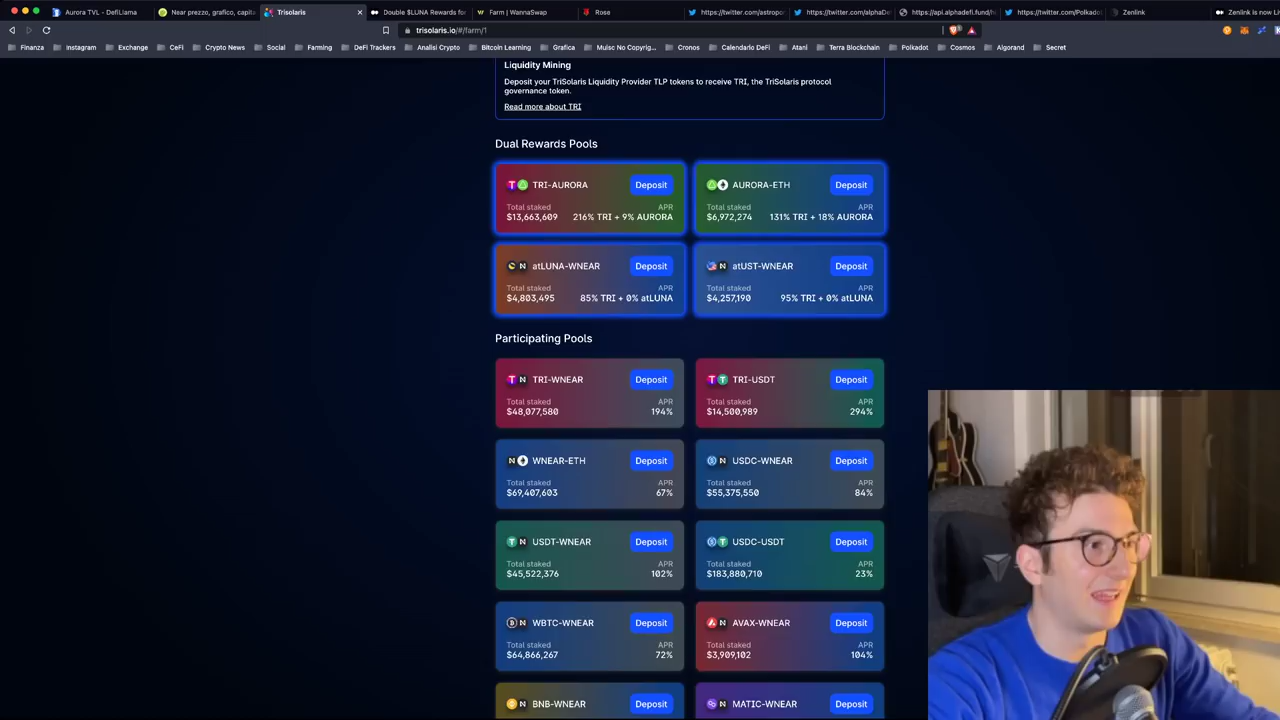 Aurora TVL - DefiLlama
Near prezzo, grafico, capita
Trisolaris
Double $LUNA Rewards for
Farm | WannaSwap
Rose
https://twitter.com/astropor
https://twitter.com/alphaDef
https://api.alphadefi.fund/h
https://twitter.com/Polkado
Zenlink
Zenlink is now Li
trisolaris.io/#/farm/1
Finanza
Instagram
Exchange
CeFi
Crypto News
Social
Farming
DeFi Trackers
Analisi Crypto
Bitcoin Learning
Grafica
Muisc No Copyrig...
Cronos
Calendario DeFi
Atani
Terra Blockchain
Polkadot
Cosmos
Algorand
Secret
Liquidity Mining
Deposit your TriSolaris Liquidity Provider TLP tokens to receive TRI, the TriSolaris protocol
governance token.
Read more about TRI
Dual Rewards Pools
TRI-AURORA
Deposit
Total staked
APR
$13,663,609
216% TRI + 9% AURORA
AURORA-ETH
Deposit
Total staked
APR
$6,972,274
131% TRI + 18% AURORA
atLUNA-WNEAR
Deposit
Total staked
APR
$4,803,495
85% TRI + 0% atLUNA
atUST-WNEAR
Deposit
Total staked
APR
$4,257,190
95% TRI + 0% atLUNA
Participating Pools
TRI-WNEAR
Deposit
Total staked
APR
$48,077,580
194%
TRI-USDT
Deposit
Total staked
APR
$14,500,989
294%
WNEAR-ETH
Deposit
Total staked
APR
$69,407,603
67%
USDC-WNEAR
Deposit
Total staked
APR
$55,375,550
84%
USDT-WNEAR
Deposit
Total staked
APR
$45,522,376
102%
USDC-USDT
Deposit
Total staked
APR
$183,880,710
23%
WBTC-WNEAR
Deposit
Total staked
APR
$64,866,267
72%
AVAX-WNEAR
Deposit
Total staked
APR
$3,909,102
104%
BNB-WNEAR
Deposit
MATIC-WNEAR
Deposit